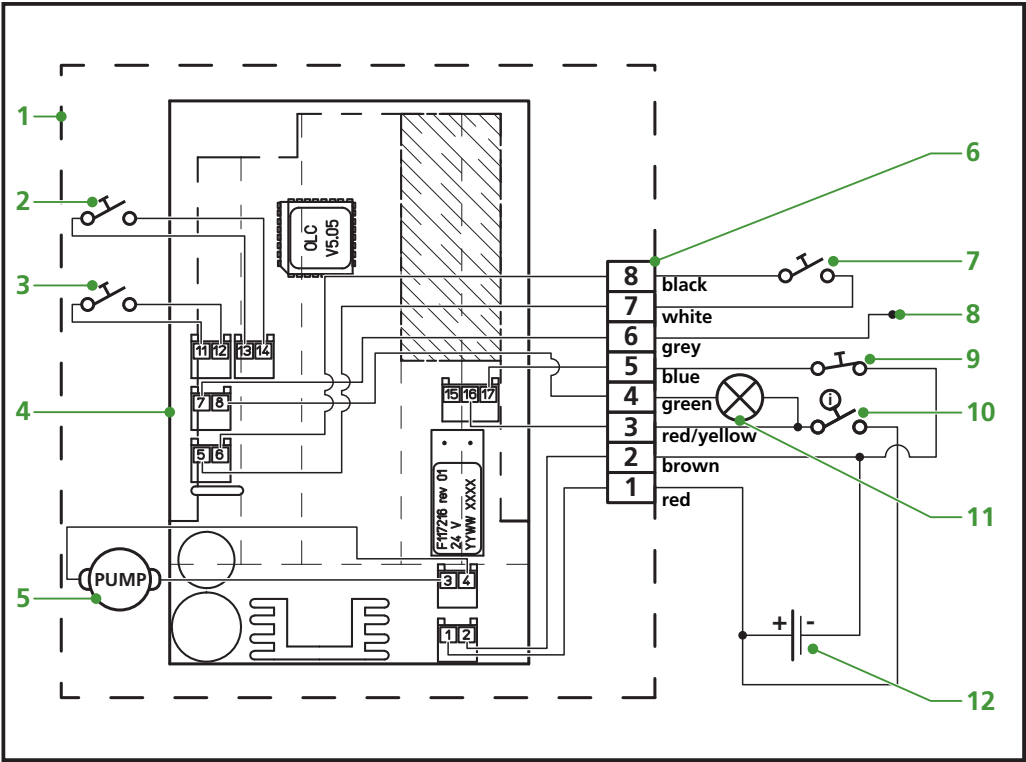 1
2
3
4
5
6
7
8
9
10
11
12
OLC
V5.05
11 12 13 14
7 8
5 6
15 16 17
F117216 rev 01
24 V
YYWW XXXX
3 4
1 2
PUMP
8 black
7 white
6 grey
5 blue
4 green
3 red/yellow
2 brown
1 red
i
+ -